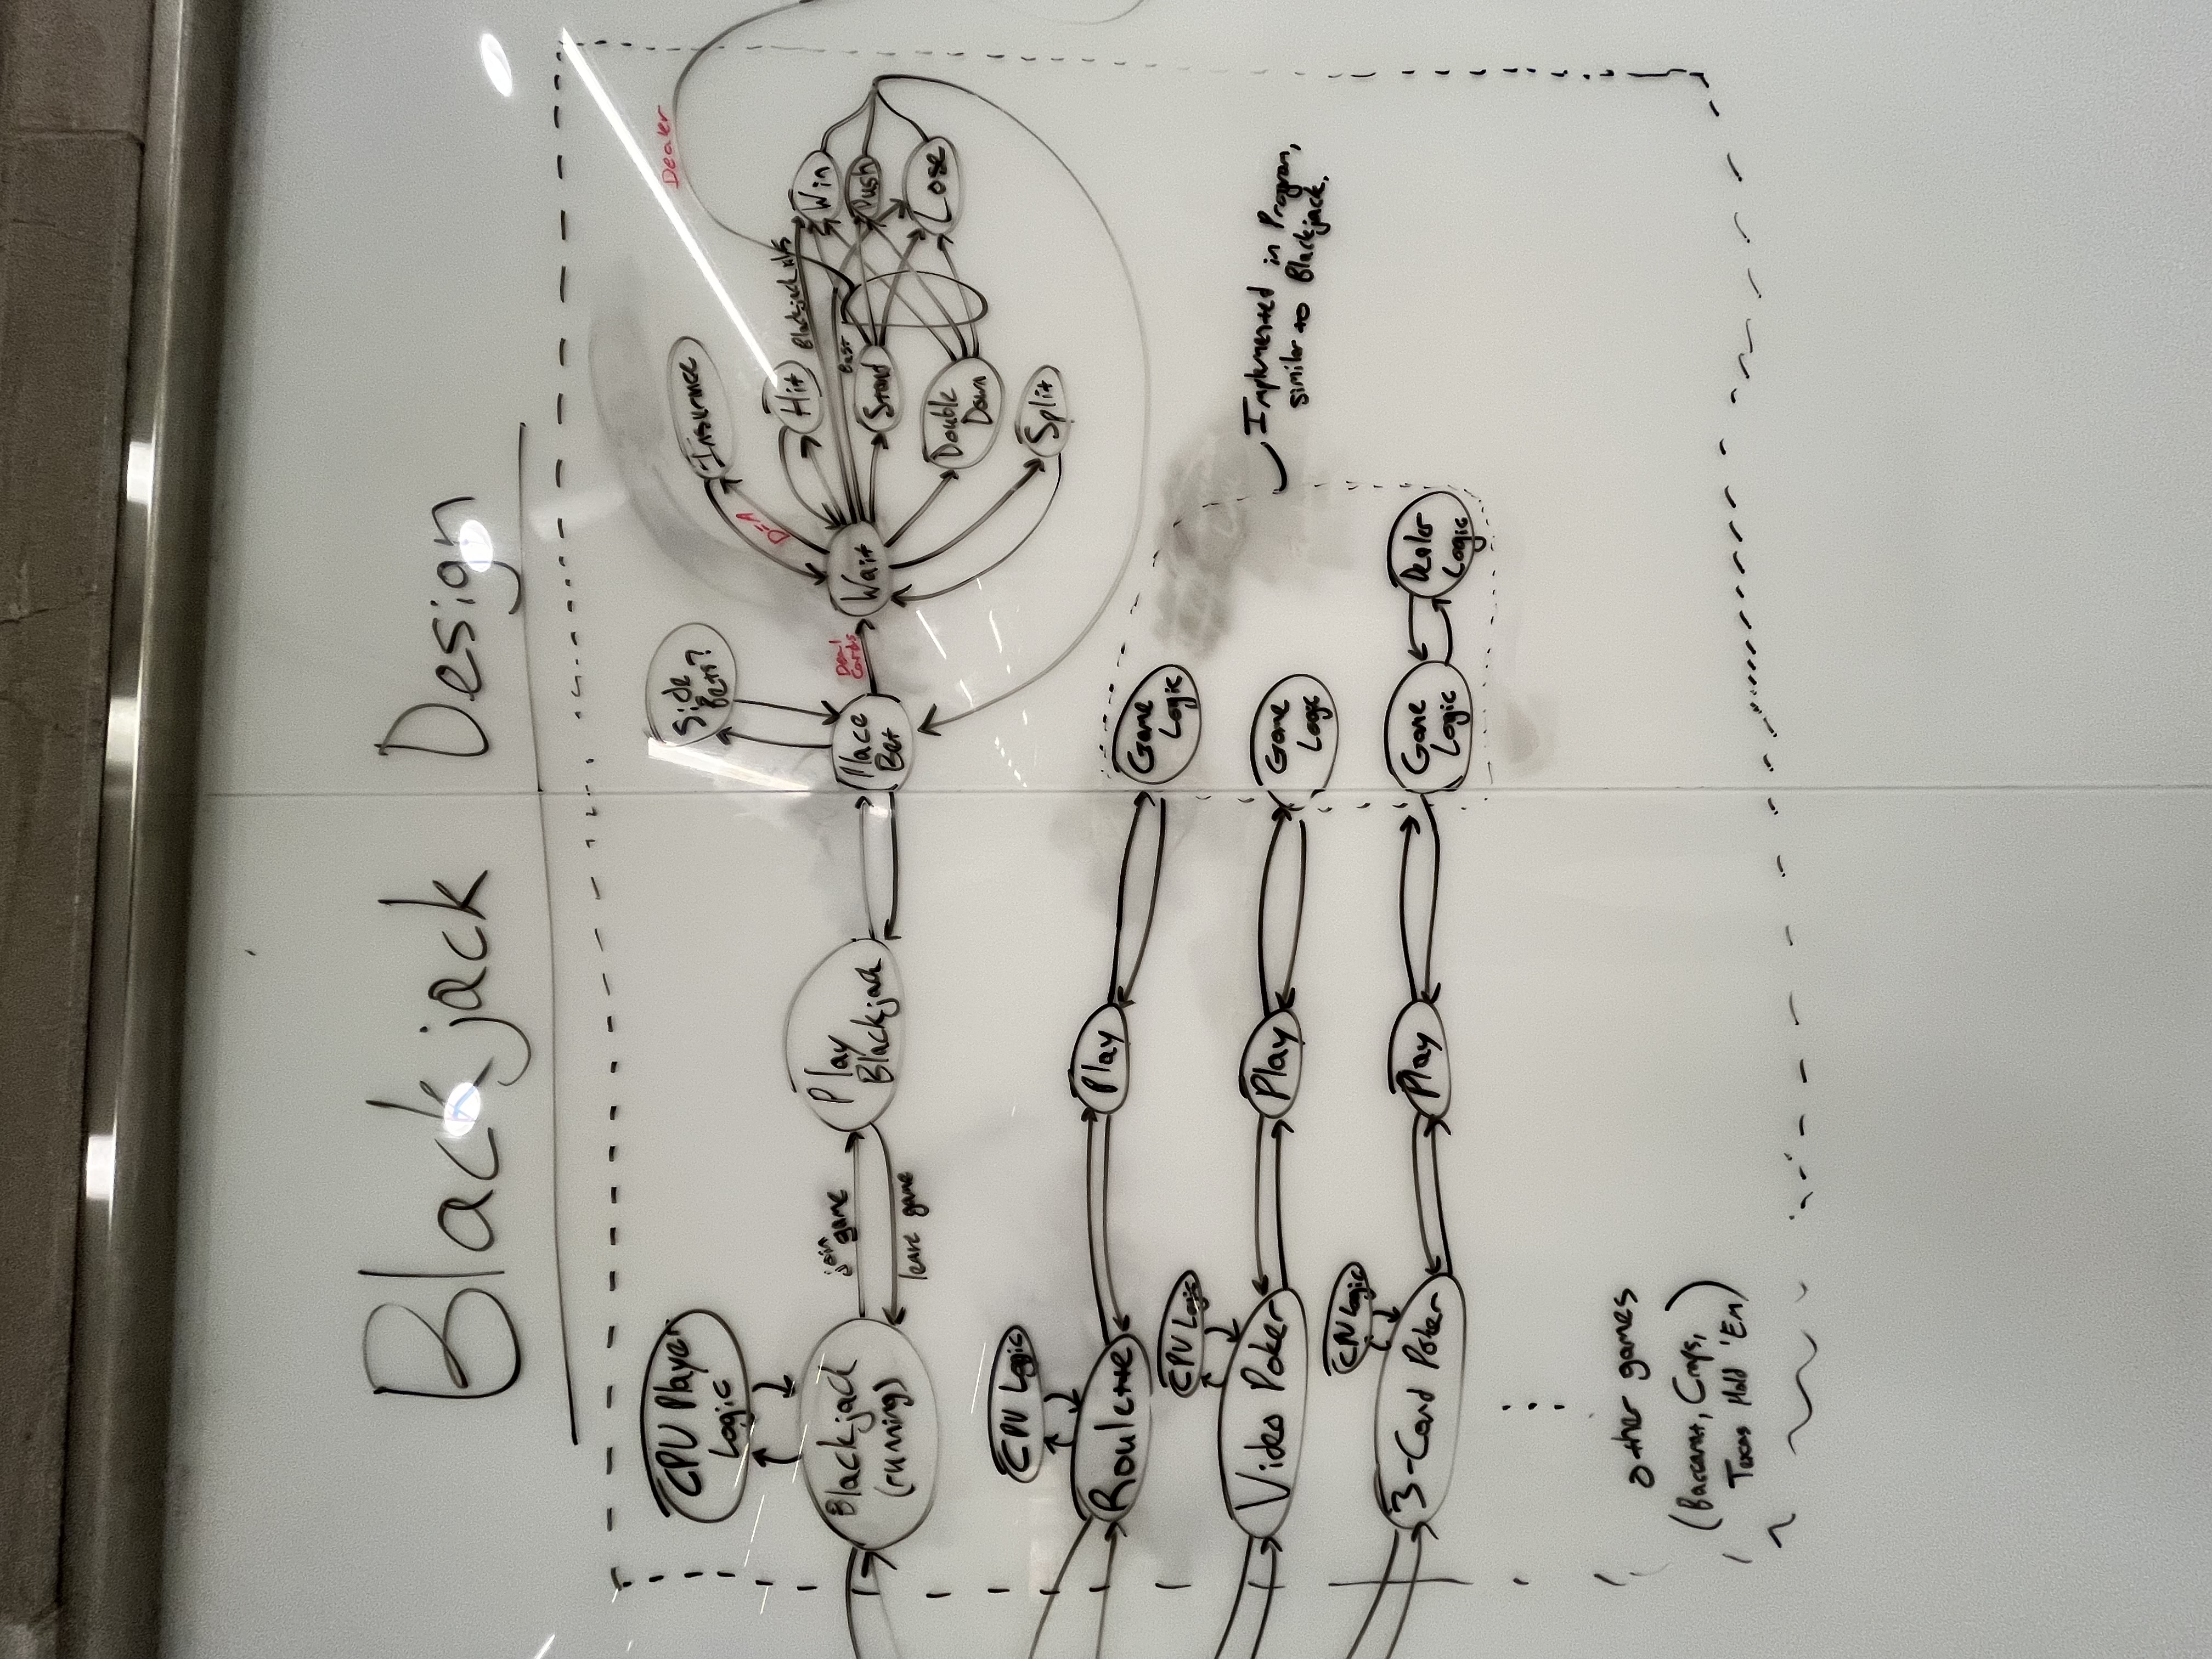 Blackjack Design
CPU Player
Logic
Blackjack
(running)
join
game
leave game
Play
Blackjack
Side
Bets?
Place
Bet
Deal
Cards
Wait
D=A
Insurance
Hit
Blackjack
Bust
Stand
Double
Down
Split
Win
Push
Lose
Dealer
CPU Logic
Roulette
Play
Game
Logic
CPU Logic
Video Poker
Play
Game
Logic
Implemented in Program,
similar to Blackjack.
CPU Logic
3-Card Poker
Play
Game
Logic
Dealer
Logic
other games
(Baccarat, Craps,
Texas Hold 'Em)